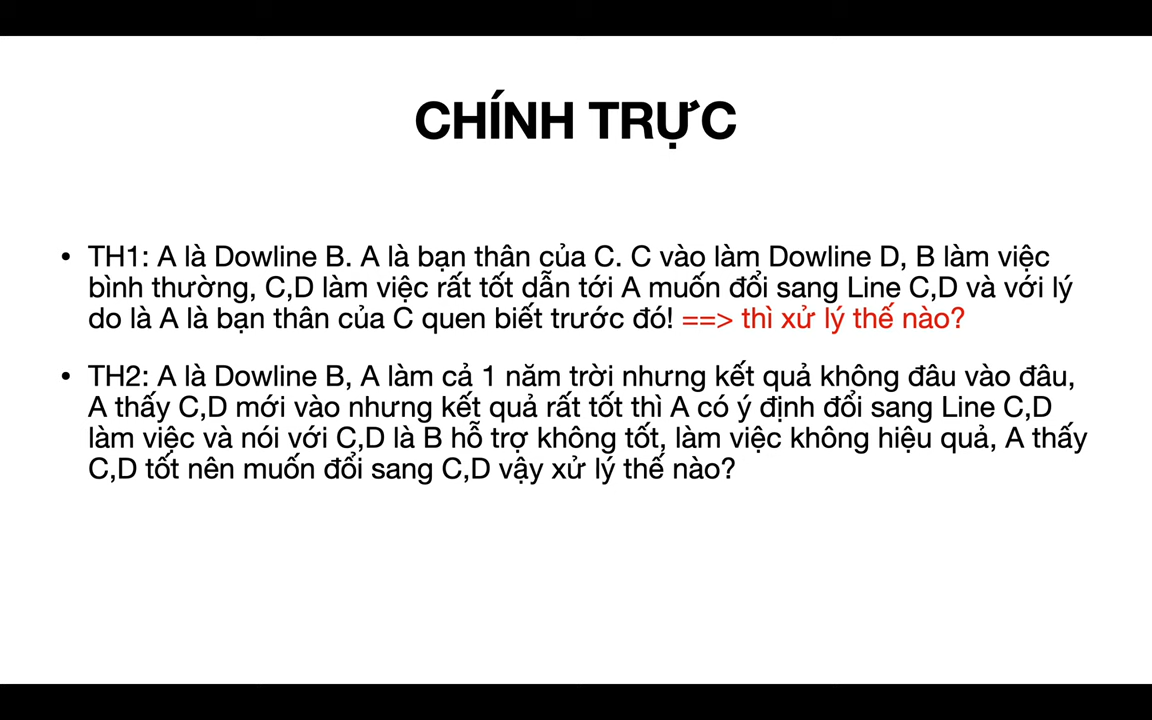 CHÍNH TRỰC
• TH1: A là Dowline B. A là bạn thân của C. C vào làm Dowline D, B làm việc
bình thường, C,D làm việc rất tốt dẫn tới A muốn đổi sang Line C,D và với lý
do là A là bạn thân của C quen biết trước đó! ==> thì xử lý thế nào?
• TH2: A là Dowline B, A làm cả 1 năm trời nhưng kết quả không đâu vào đâu,
A thấy C,D mới vào nhưng kết quả rất tốt thì A có ý định đổi sang Line C,D
làm việc và nói với C,D là B hỗ trợ không tốt, làm việc không hiệu quả, A thấy
C,D tốt nên muốn đổi sang C,D vậy xử lý thế nào?